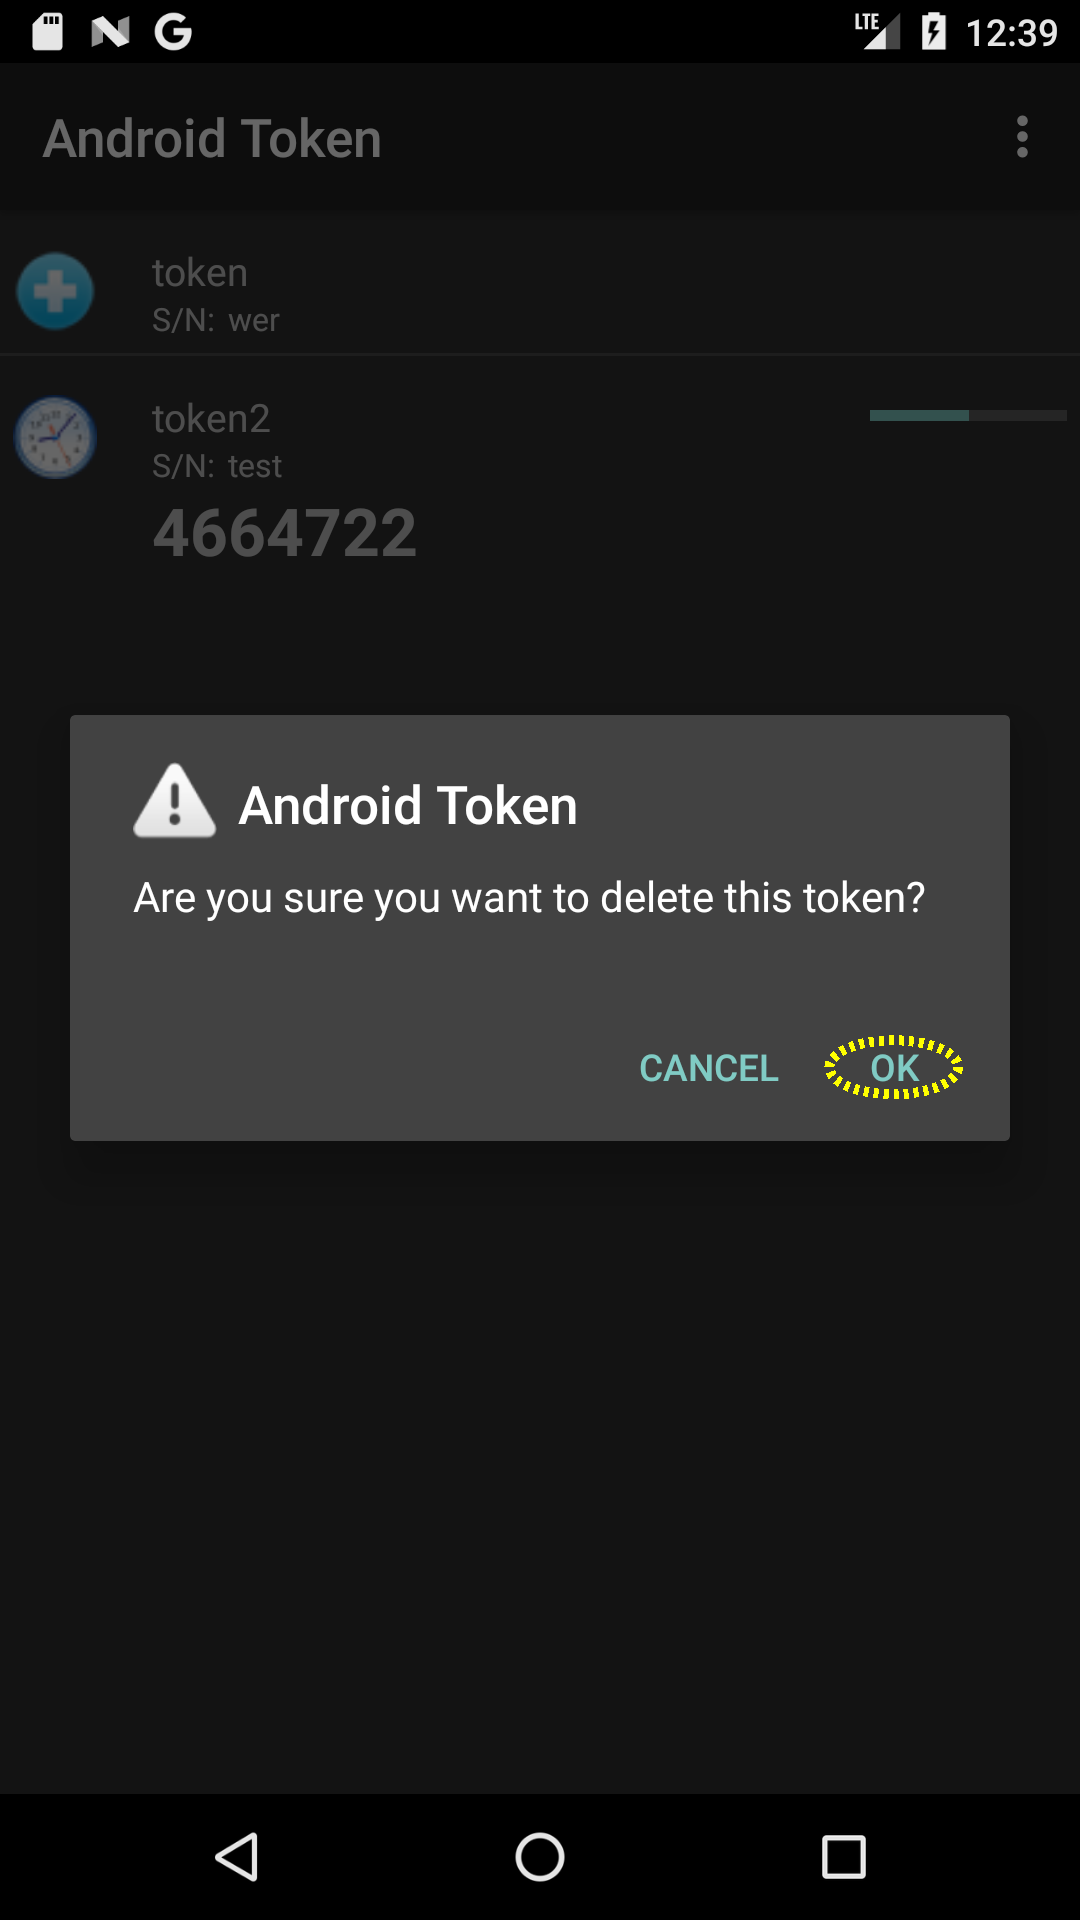 LTE 12:39
Android Token
token
S/N: wer
token2
S/N: test
4664722
Android Token
Are you sure you want to delete this token?
CANCEL OK